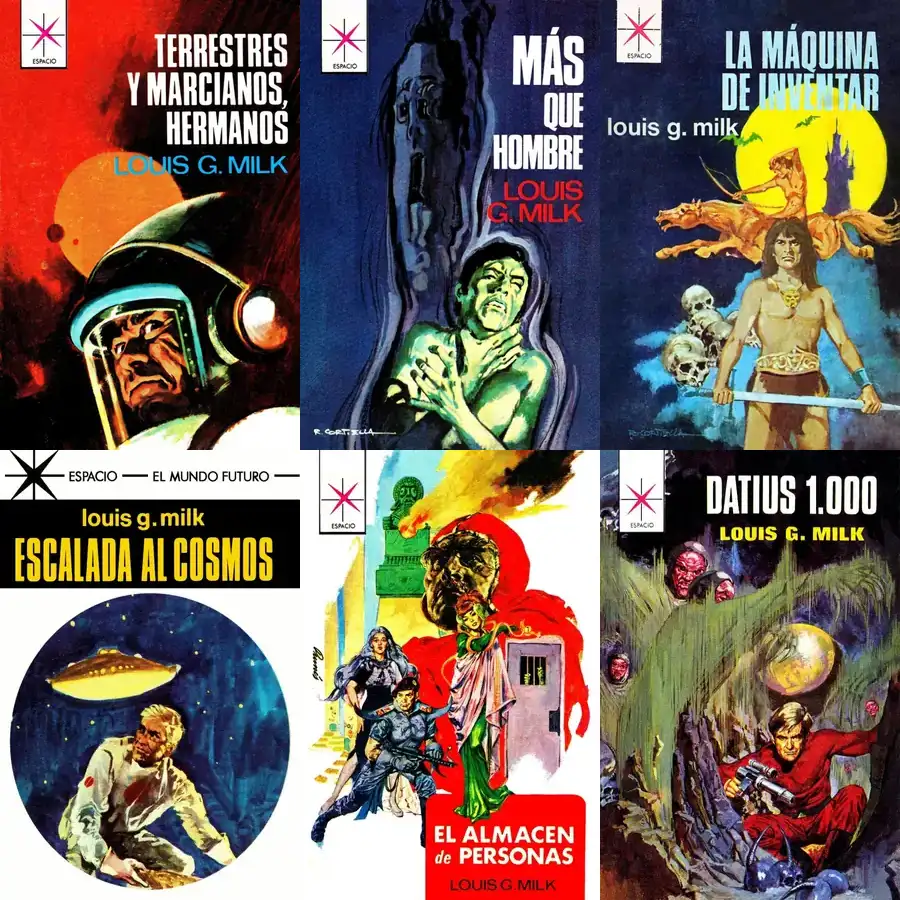 ESPACIO
TERRESTRES
Y MARCIANOS,
HERMANOS
LOUIS G. MILK
ESPACIO
MÁS
QUE
HOMBRE
LOUIS
G. MILK
R. CORTIELLA
ESPACIO
LA MÁQUINA
DE INVENTAR
louis g. milk
R. CORTIELLA
ESPACIO — EL MUNDO FUTURO —
louis g. milk
ESCALADA AL COSMOS
ESPACIO
EL ALMACEN
de PERSONAS
LOUIS G. MILK
ESPACIO
DATIUS 1.000
LOUIS G. MILK